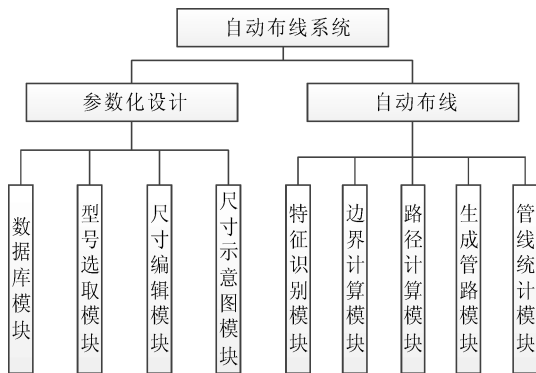 自动布线系统
参数化设计
自动布线
数据库模块
型号选取模块
尺寸编辑模块
尺寸示意图模块
特征识别模块
边界计算模块
路径计算模块
生成管路模块
管线统计模块